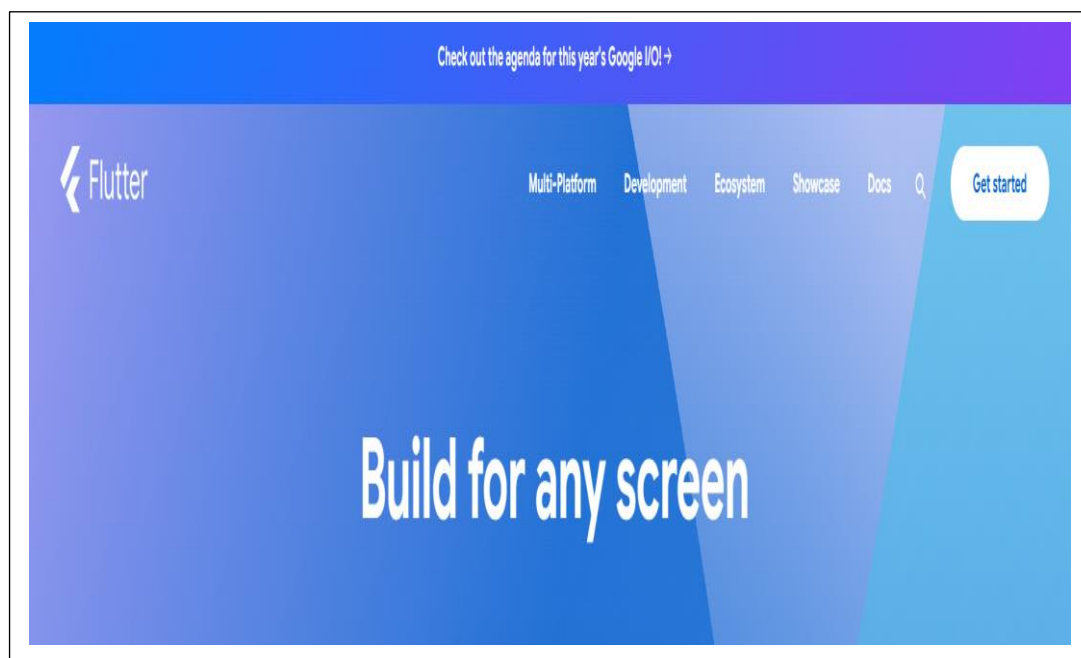 Check out the agenda for this year's Google I/O! →
Flutter
Multi-Platform Development Ecosystem Showcase Docs Get started
Build for any screen